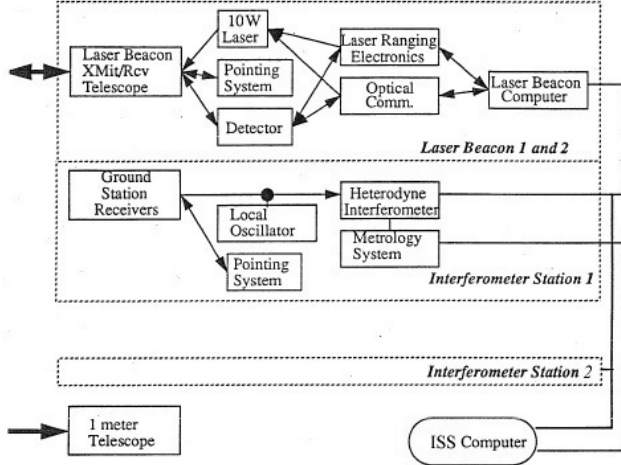 10W
Laser
Laser Beacon
XMit/Rcv
Telescope
Pointing
System
Detector
Laser Ranging
Electronics
Optical
Comm.
Laser Beacon
Computer
Laser Beacon 1 and 2
Ground
Station
Receivers
Local
Oscillator
Pointing
System
Heterodyne
Interferometer
Metrology
System
Interferometer Station 1
Interferometer Station 2
1 meter
Telescope
ISS Computer